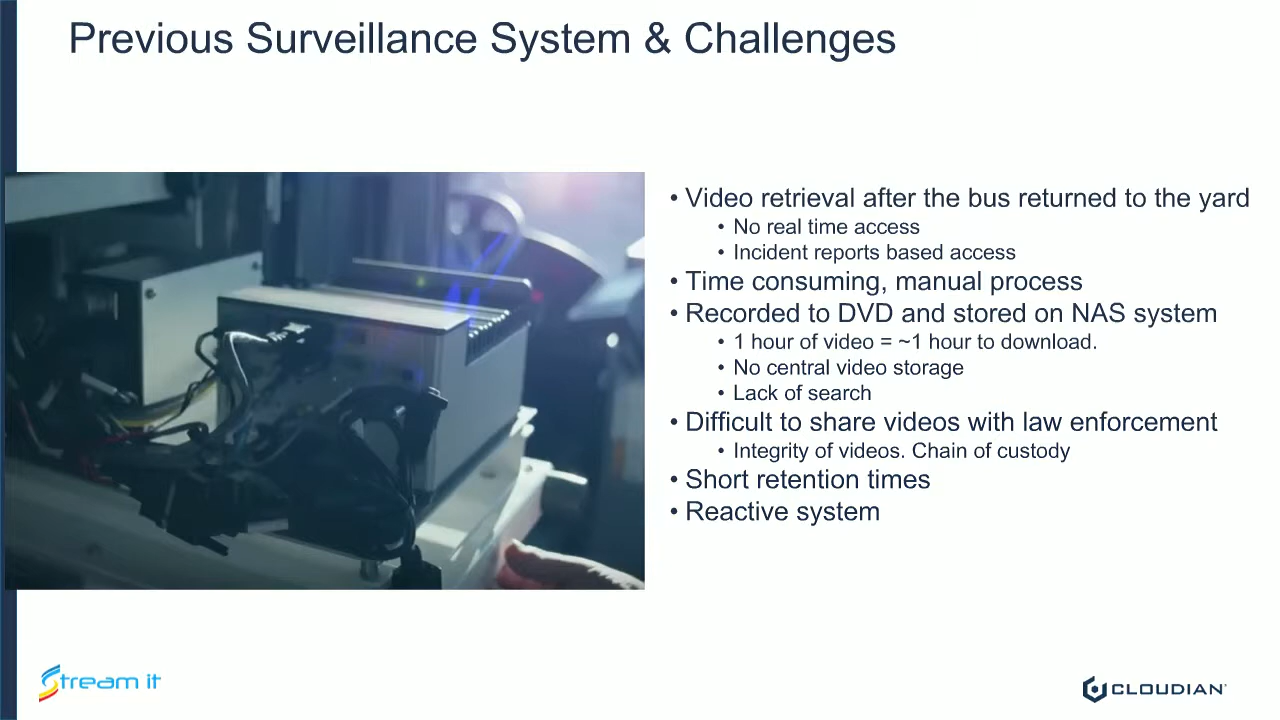 Previous Surveillance System & Challenges
• Video retrieval after the bus returned to the yard
• No real time access
• Incident reports based access
• Time consuming, manual process
• Recorded to DVD and stored on NAS system
• 1 hour of video = ~1 hour to download.
• No central video storage
• Lack of search
• Difficult to share videos with law enforcement
• Integrity of videos. Chain of custody
• Short retention times
• Reactive system
Stream it
CLOUDIAN